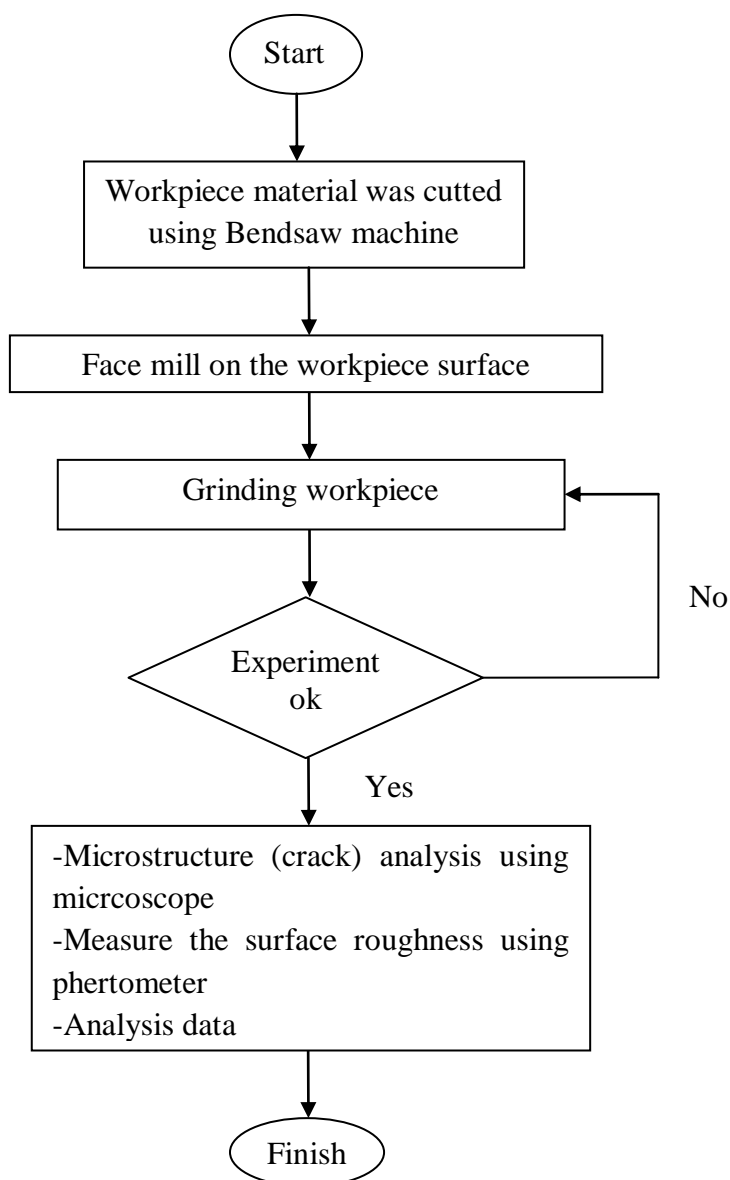 Start
Workpiece material was cutted
using Bendsaw machine
Face mill on the workpiece surface
Grinding workpiece
No
Experiment
ok
Yes
-Microstructure (crack) analysis using
micrcoscope
-Measure the surface roughness using
phertometer
-Analysis data
Finish